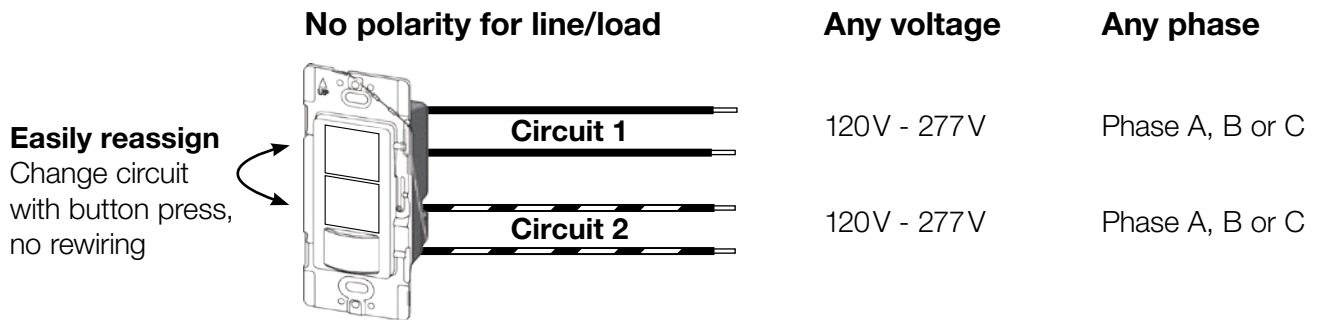 No polarity for line/load
Any voltage
Any phase
Easily reassign
Change circuit
with button press,
no rewiring
UP
Circuit 1
120V - 277V
Phase A, B or C
Circuit 2
120V - 277V
Phase A, B or C